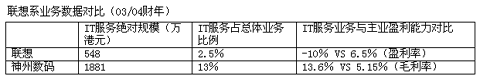 联想系业务数据对比（03/04财年）
IT服务绝对规模（万港元） IT服务占总体业务比例 IT服务业务与主业盈利能力对比
联想 548 2.5% -10% VS 6.5%（盈利率）
神州数码 1881 13% 13.6% VS 5.15%（毛利率）